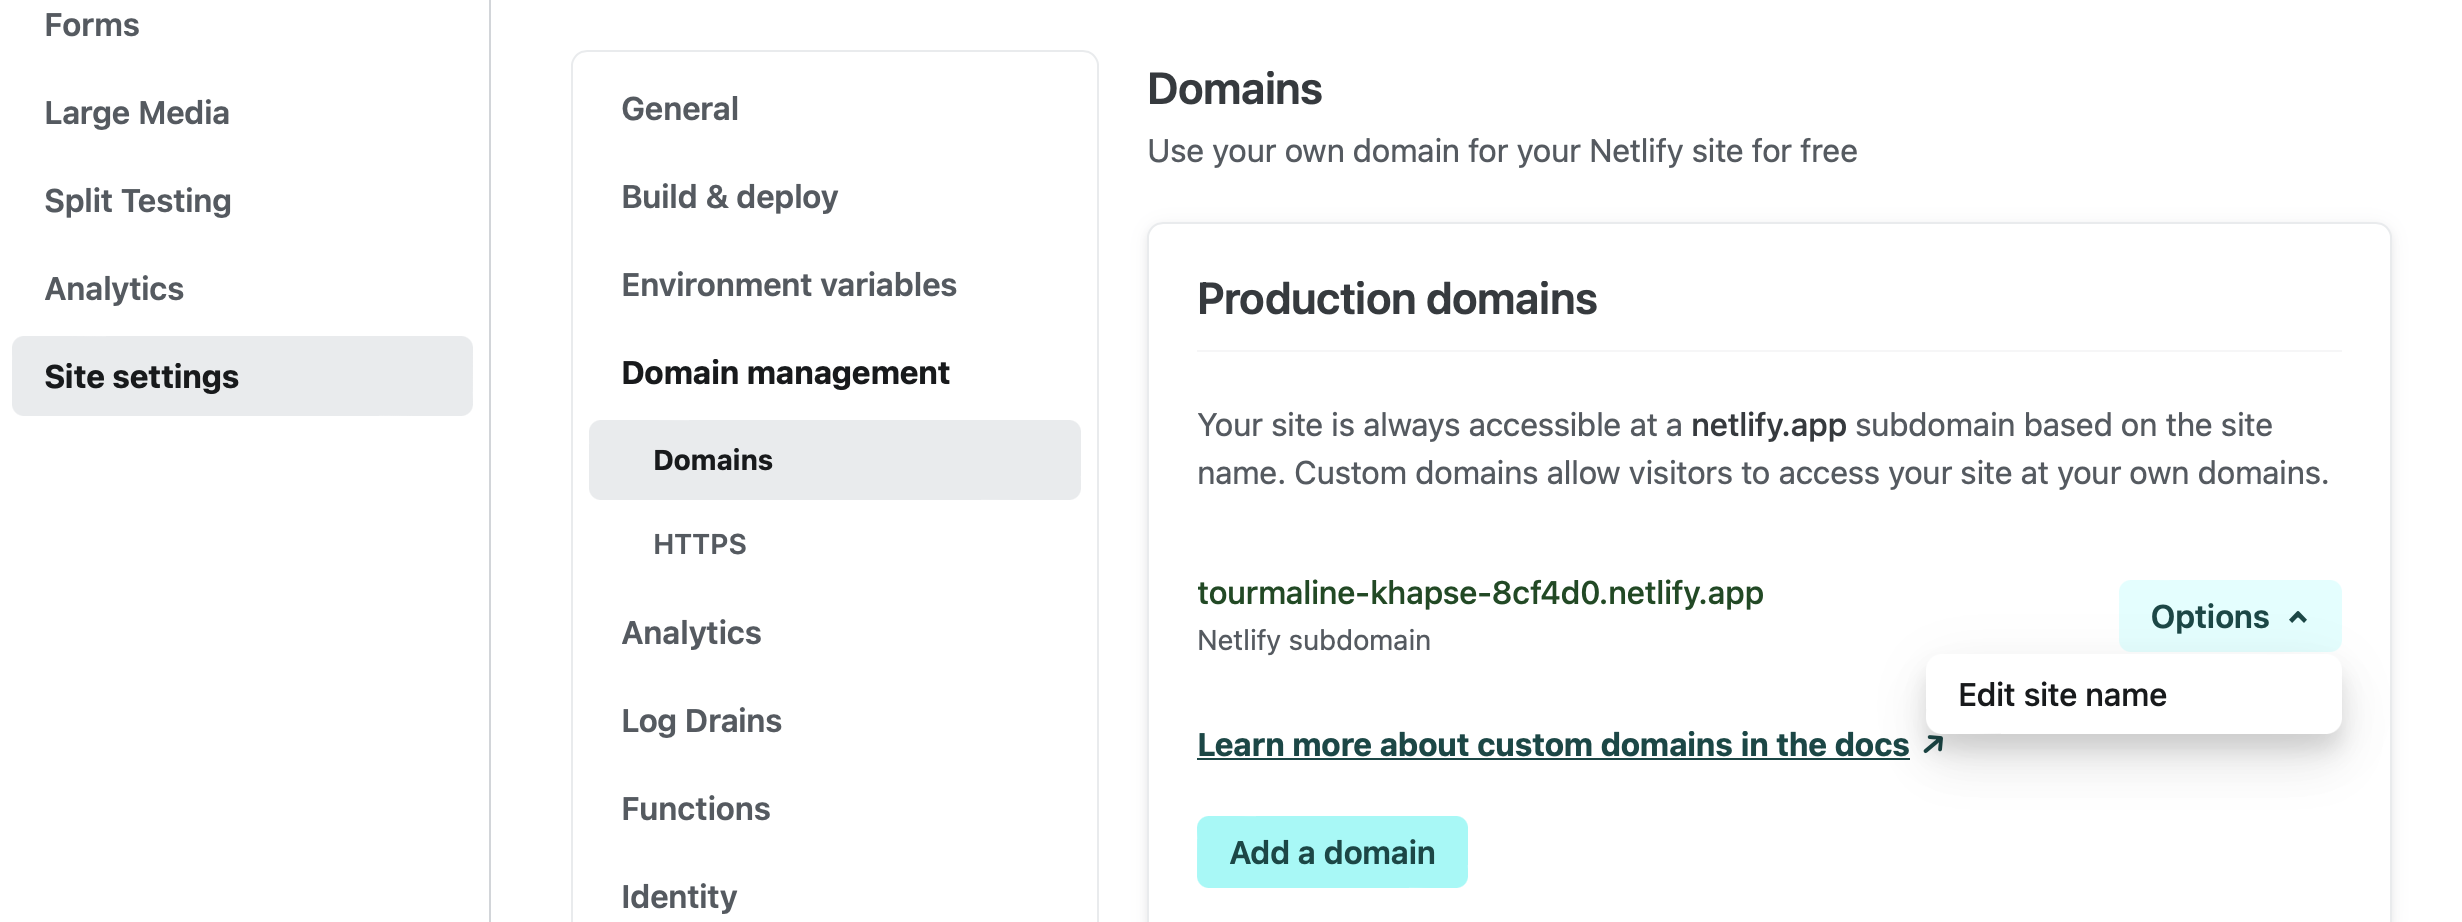 Forms
Large Media
Split Testing
Analytics
Site settings
General
Build & deploy
Environment variables
Domain management
Domains
HTTPS
Analytics
Log Drains
Functions
Identity
Domains
Use your own domain for your Netlify site for free
Production domains
Your site is always accessible at a netlify.app subdomain based on the site
name. Custom domains allow visitors to access your site at your own domains.
tourmaline-khapse-8cf4d0.netlify.app
Netlify subdomain
Options
Edit site name
Learn more about custom domains in the docs ↗
Add a domain